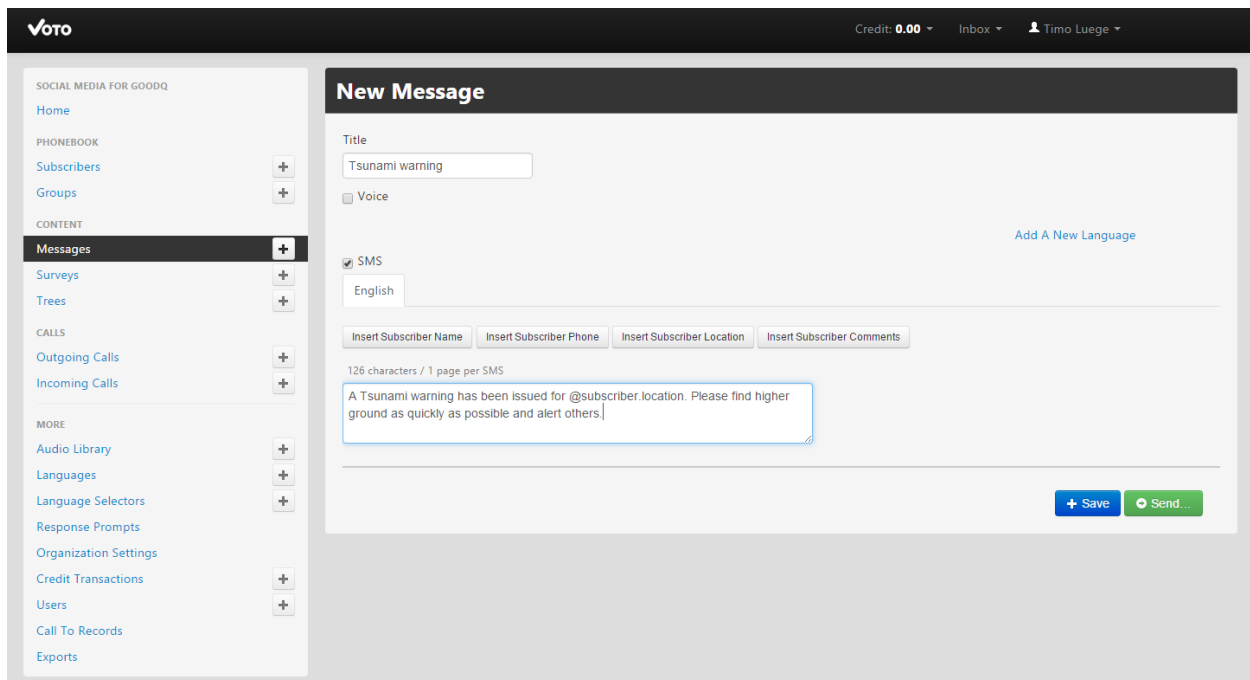 VOTO
Credit: 0.00 Inbox Timo Luege
SOCIAL MEDIA FOR GOODQ
Home
PHONEBOOK
Subscribers
Groups
CONTENT
Messages
Surveys
Trees
CALLS
Outgoing Calls
Incoming Calls
MORE
Audio Library
Languages
Language Selectors
Response Prompts
Organization Settings
Credit Transactions
Users
Call To Records
Exports
New Message
Title
Tsunami warning
Voice
Add A New Language
SMS
English
Insert Subscriber Name Insert Subscriber Phone Insert Subscriber Location Insert Subscriber Comments
126 characters / 1 page per SMS
A Tsunami warning has been issued for @subscriber.location. Please find higher
ground as quickly as possible and alert others.
+ Save Send...